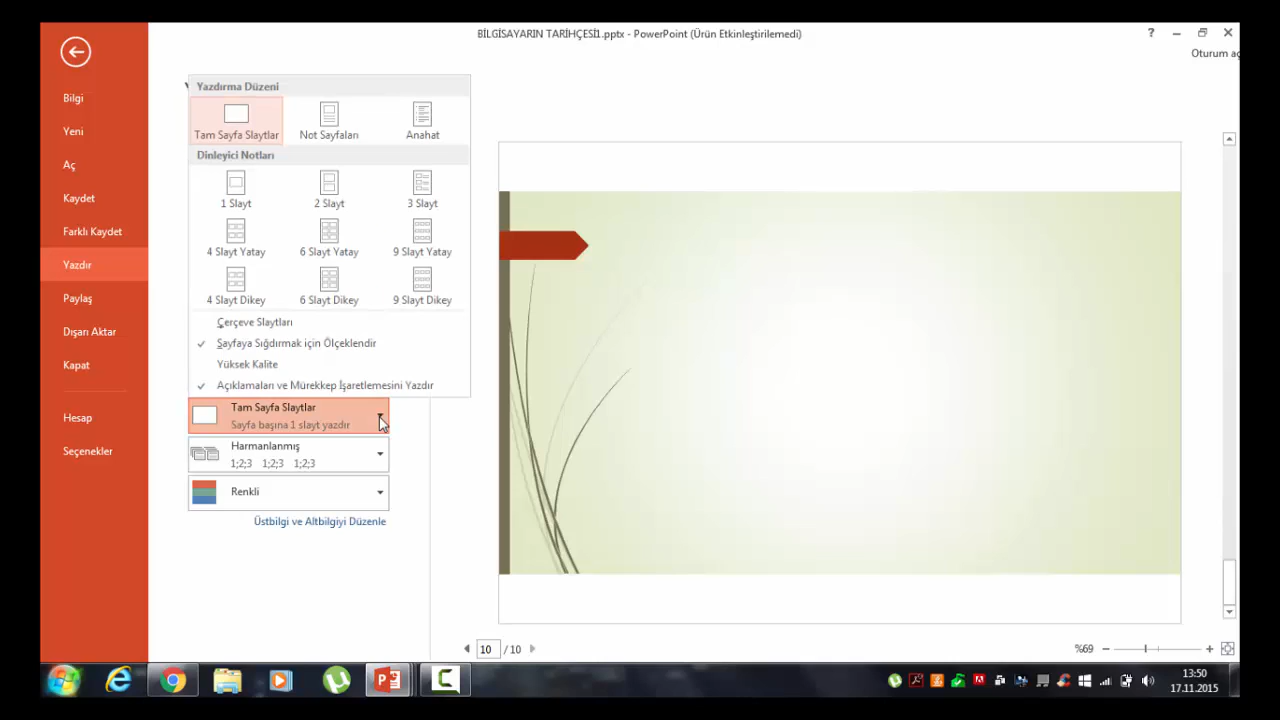 BİLGİSAYARIN TARİHÇESİ1.pptx - PowerPoint (Ürün Etkinleştirilemedi)
?
Oturum aç
Bilgi
Yeni
Aç
Kaydet
Farklı Kaydet
Yazdır
Paylaş
Dışarı Aktar
Kapat
Hesap
Seçenekler
Yazdırma Düzeni
Tam Sayfa Slaytlar
Not Sayfaları
Anahat
Dinleyici Notları
1 Slayt
2 Slayt
3 Slayt
4 Slayt Yatay
6 Slayt Yatay
9 Slayt Yatay
4 Slayt Dikey
6 Slayt Dikey
9 Slayt Dikey
Çerçeve Slaytları
Sayfaya Sığdırmak için Ölçeklendir
Yüksek Kalite
Açıklamaları ve Mürekkep İşaretlemesini Yazdır
Tam Sayfa Slaytlar
Sayfa başına 1 slayt yazdır
Harmanlanmış
1;2;3 1;2;3 1;2;3
Renkli
Üstbilgi ve Altbilgiyi Düzenle
10 / 10
%69
13:50
17.11.2015